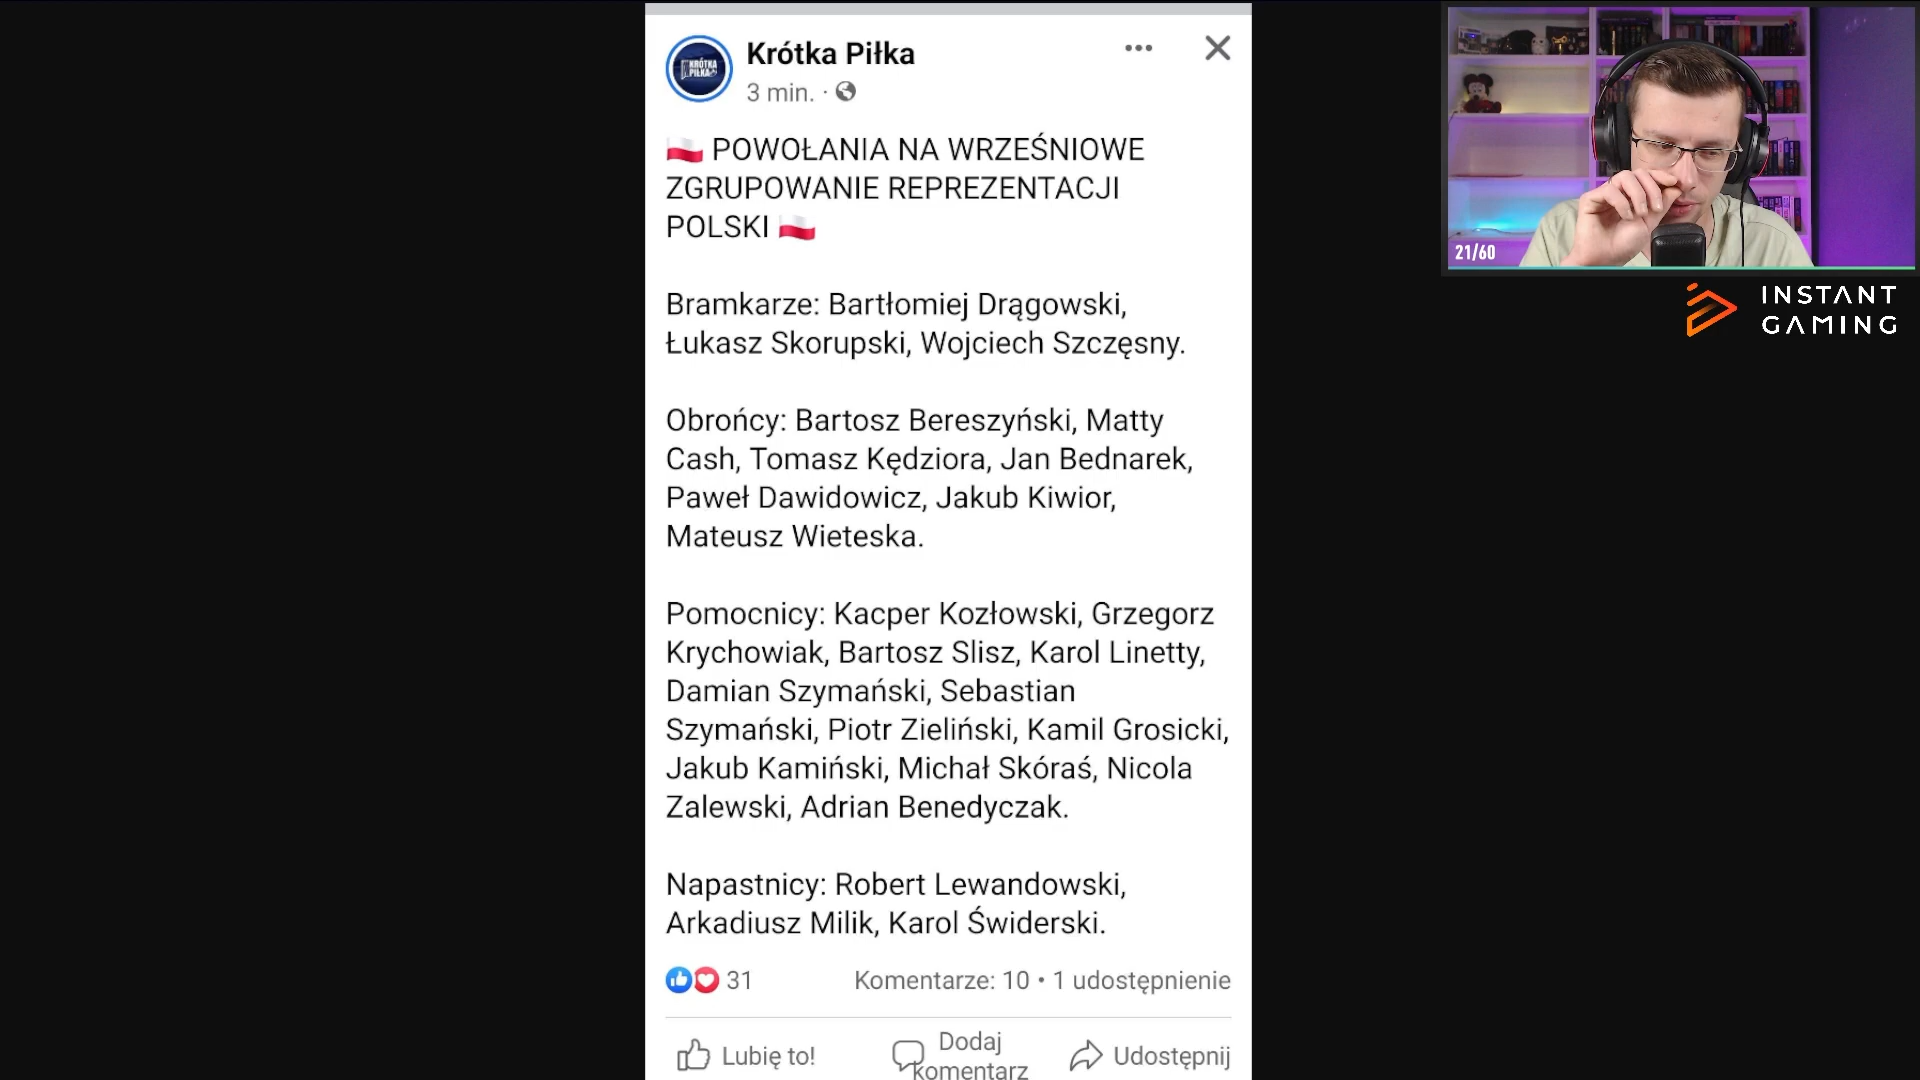 Krótka Piłka
3 min. ·
KRÓTKA
PIŁKA
POWOŁANIA NA WRZEŚNIOWE
ZGRUPOWANIE REPREZENTACJI
POLSKI
Bramkarze: Bartłomiej Drągowski,
Łukasz Skorupski, Wojciech Szczęsny.
Obrońcy: Bartosz Bereszyński, Matty
Cash, Tomasz Kędziora, Jan Bednarek,
Paweł Dawidowicz, Jakub Kiwior,
Mateusz Wieteska.
Pomocnicy: Kacper Kozłowski, Grzegorz
Krychowiak, Bartosz Slisz, Karol Linetty,
Damian Szymański, Sebastian
Szymański, Piotr Zieliński, Kamil Grosicki,
Jakub Kamiński, Michał Skóraś, Nicola
Zalewski, Adrian Benedyczak.
Napastnicy: Robert Lewandowski,
Arkadiusz Milik, Karol Świderski.
31
Komentarze: 10 • 1 udostępnienie
Lubię to!
Dodaj
komentarz
Udostępnij
21/60
INSTANT
GAMING